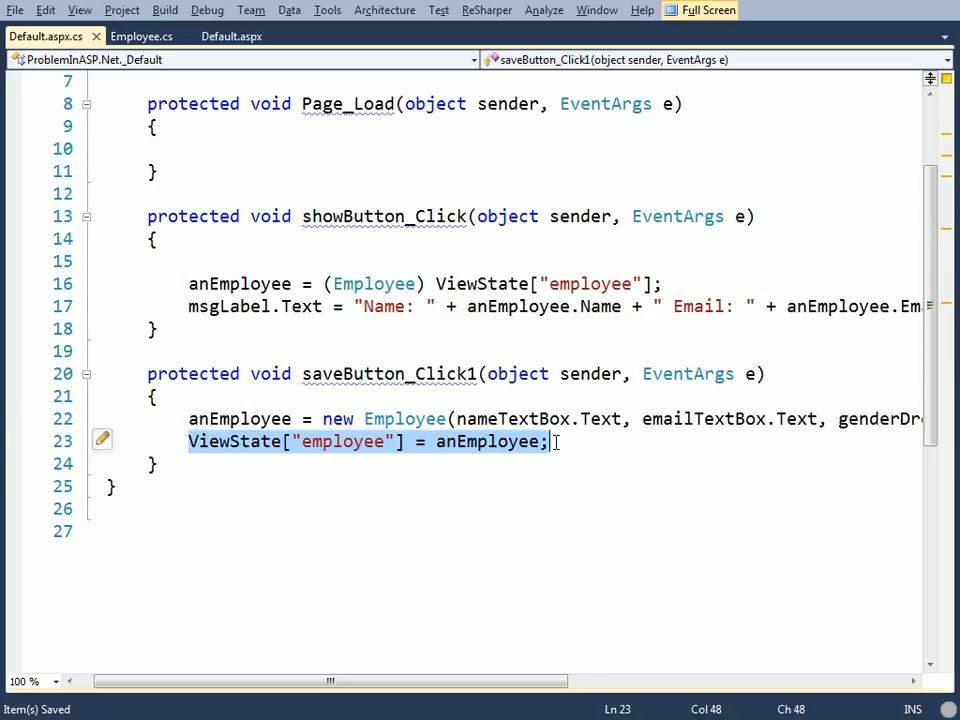 File Edit View Project Build Debug Team Data Tools Architecture Test ReSharper Analyze Window Help Full Screen
Default.aspx.cs Employee.cs Default.aspx
ProblemInASP.Net._Default saveButton_Click1(object sender, EventArgs e)
7
8 protected void Page_Load(object sender, EventArgs e)
9 {
10
11 }
12
13 protected void showButton_Click(object sender, EventArgs e)
14 {
15
16 anEmployee = (Employee) ViewState["employee"];
17 msgLabel.Text = "Name: " + anEmployee.Name + " Email: " + anEmployee.Em
18 }
19
20 protected void saveButton_Click1(object sender, EventArgs e)
21 {
22 anEmployee = new Employee(nameTextBox.Text, emailTextBox.Text, genderDr
23 ViewState["employee"] = anEmployee;
24 }
25 }
26
27
100 %
Item(s) Saved Ln 23 Col 48 Ch 48 INS